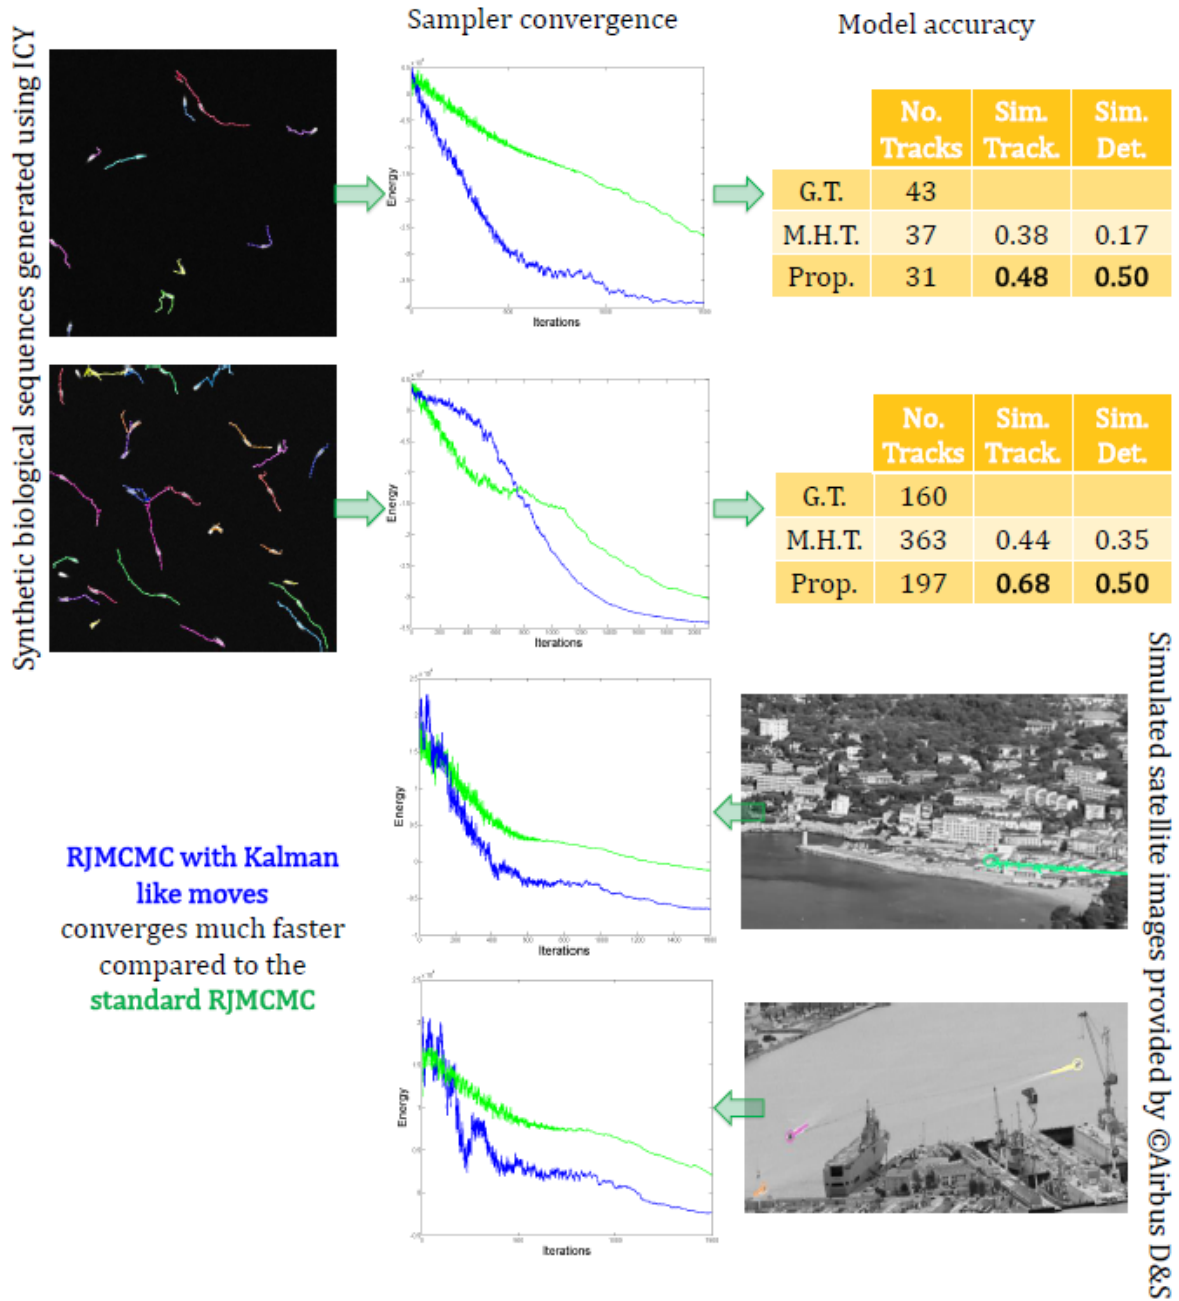 Sampler convergence
Model accuracy
Synthetic biological sequences generated using ICY
Energy
Iterations
No. Tracks Sim. Track. Sim. Det.
G.T. 43
M.H.T. 37 0.38 0.17
Prop. 31 0.48 0.50
Energy
Iterations
No. Tracks Sim. Track. Sim. Det.
G.T. 160
M.H.T. 363 0.44 0.35
Prop. 197 0.68 0.50
Energy
Iterations
RJMCMC with Kalman
like moves
converges much faster
compared to the
standard RJMCMC
Energy
Iterations
Simulated satellite images provided by ©Airbus D&S